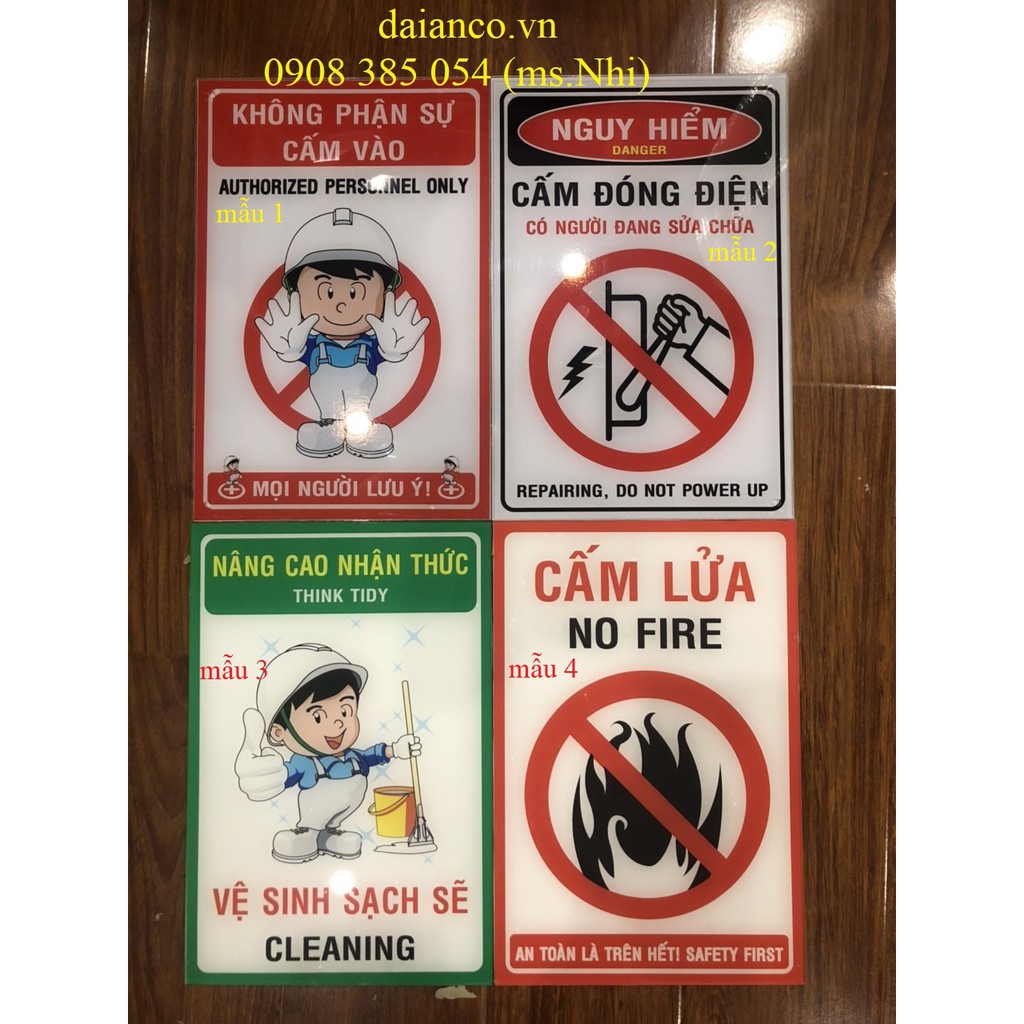 daianco.vn
0908 385 054 (ms.Nhi)
KHÔNG PHẬN SỰ
CẤM VÀO
AUTHORIZED PERSONNEL ONLY
mẫu 1
MỌI NGƯỜI LƯU Ý!
NGUY HIỂM
DANGER
CẤM ĐÓNG ĐIỆN
CÓ NGƯỜI ĐANG SỬA CHỮA
mẫu 2
REPAIRING, DO NOT POWER UP
NÂNG CAO NHẬN THỨC
THINK TIDY
mẫu 3
VỆ SINH SẠCH SẼ
CLEANING
CẤM LỬA
NO FIRE
mẫu 4
AN TOÀN LÀ TRÊN HẾT! SAFETY FIRST